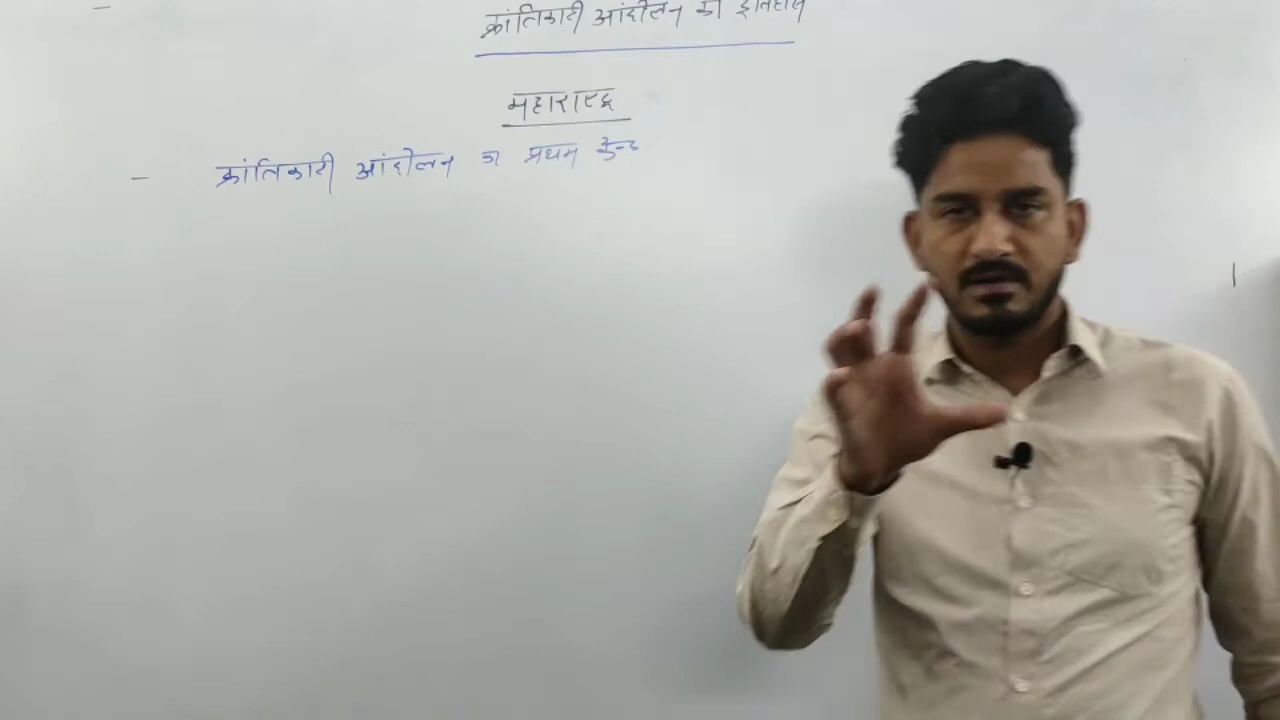 क्रांतिकारी आंदोलन का इतिहास
महाराष्ट्र
- क्रांतिकारी आंदोलन का प्रथम केन्द्र